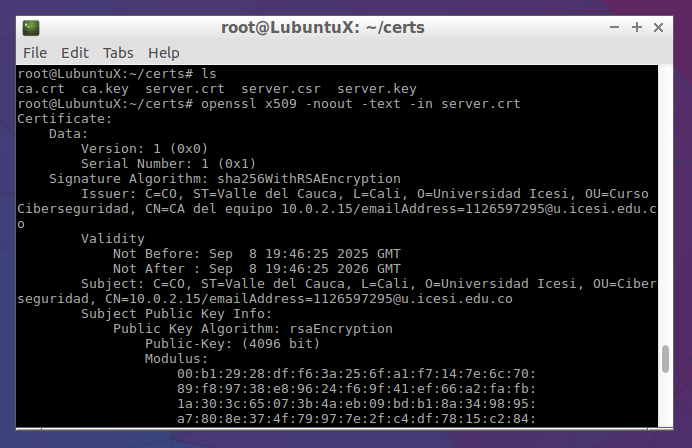 root@LubuntuX: ~/certs
File Edit Tabs Help
root@LubuntuX:~/certs# ls
ca.crt  ca.key  server.crt  server.csr  server.key
root@LubuntuX:~/certs# openssl x509 -noout -text -in server.crt
Certificate:
    Data:
        Version: 1 (0x0)
        Serial Number: 1 (0x1)
    Signature Algorithm: sha256WithRSAEncryption
        Issuer: C=CO, ST=Valle del Cauca, L=Cali, O=Universidad Icesi, OU=Curso
Ciberseguridad, CN=CA del equipo 10.0.2.15/emailAddress=1126597295@u.icesi.edu.c
o
        Validity
            Not Before: Sep  8 19:46:25 2025 GMT
            Not After : Sep  8 19:46:25 2026 GMT
        Subject: C=CO, ST=Valle del Cauca, L=Cali, O=Universidad Icesi, OU=Ciber
seguridad, CN=10.0.2.15/emailAddress=1126597295@u.icesi.edu.co
        Subject Public Key Info:
            Public Key Algorithm: rsaEncryption
                Public-Key: (4096 bit)
                Modulus:
                    00:b1:29:28:df:f6:3a:25:6f:a1:f7:14:7e:6c:70:
                    89:f8:97:38:e8:96:24:f6:9f:41:ef:66:a2:fa:fb:
                    1a:30:3c:65:07:3b:4a:eb:09:bd:b1:8a:34:98:95:
                    a7:80:8e:37:4f:79:97:7e:2f:c4:df:78:15:c2:84: